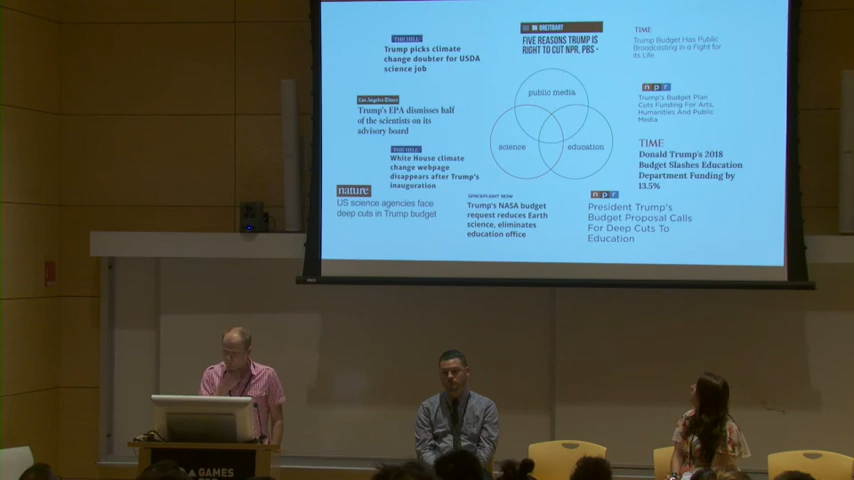 THE HILL
Trump picks climate
change doubter for USDA
science job
BREITBART
FIVE REASONS TRUMP IS
RIGHT TO CUT NPR, PBS -
TIME
Trump Budget Has Public
Broadcasting in a Fight for
its Life
Los Angeles Times
Trump's EPA dismisses half
of the scientists on its
advisory board
public media
science
education
npr
Trump's Budget Plan
Cuts Funding For Arts,
Humanities And Public
Media
THE HILL
White House climate
change webpage
disappears after Trump's
inauguration
TIME
Donald Trump's 2018
Budget Slashes Education
Department Funding by
13.5%
nature
US science agencies face
deep cuts in Trump budget
SPACEFLIGHT NOW
Trump's NASA budget
request reduces Earth
science, eliminates
education office
npr
President Trump's
Budget Proposal Calls
For Deep Cuts To
Education
GAMES
FOR